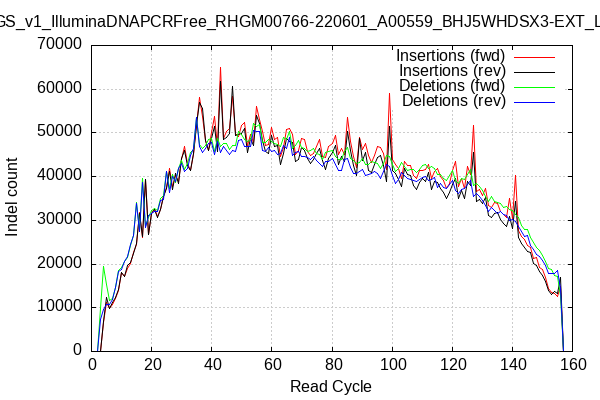 GS_v1_IlluminaDNAPCRFree_RHGM00766-220601_A00559_BHJ5WHDSX3-EXT_L
70000
60000
50000
40000
30000
20000
10000
0
Insertions (fwd)
Insertions (rev)
Deletions (fwd)
Deletions (rev)
Indel count
0 20 40 60 80 100 120 140 160
Read Cycle